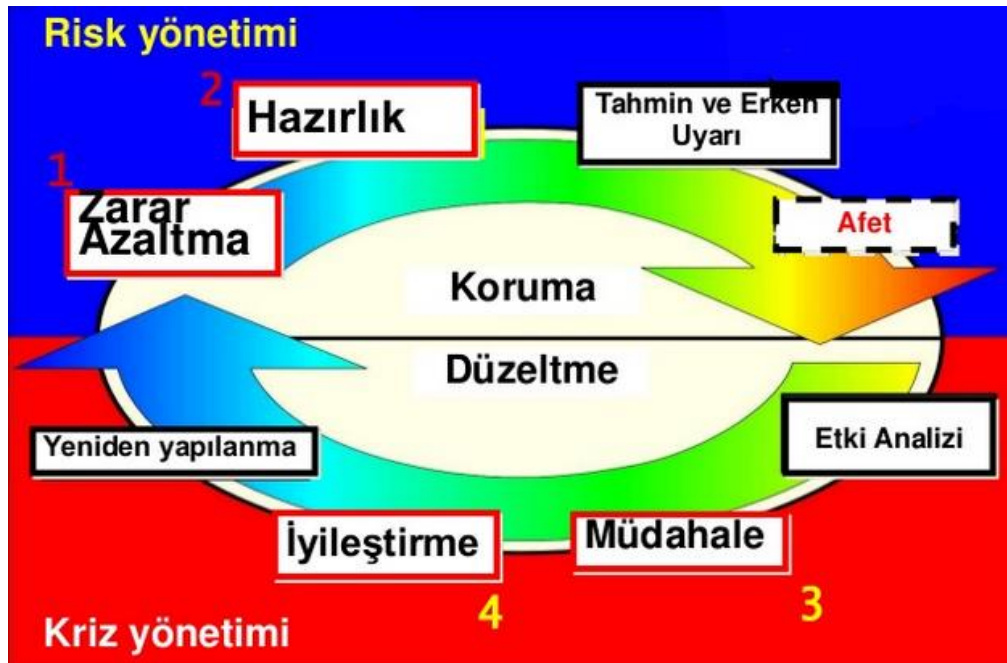 Risk yönetimi
2
Hazırlık
Tahmin ve Erken
Uyarı
1
Zarar
Azaltma
Afet
Koruma
Düzeltme
Yeniden yapılanma
Etki Analizi
İyileştirme
Müdahale
4
3
Kriz yönetimi